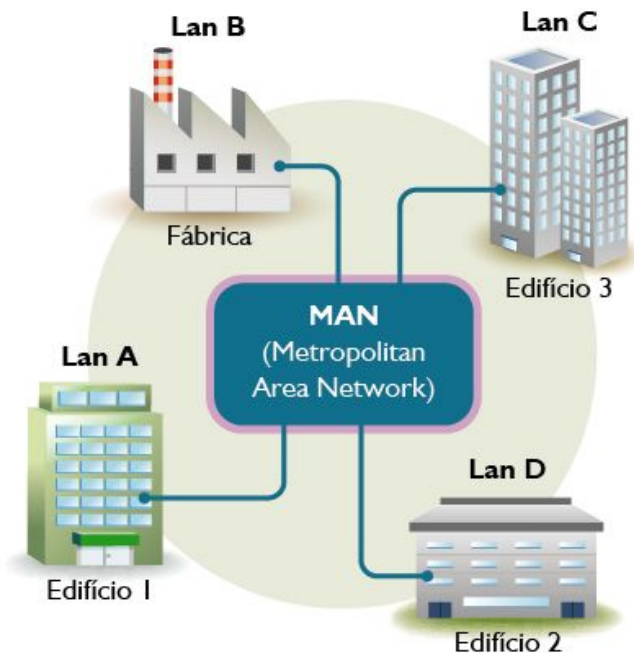 Lan B
Lan C
Fábrica
Edifício 3
MAN
(Metropolitan
Area Network)
Lan A
Lan D
Edifício 1
Edifício 2